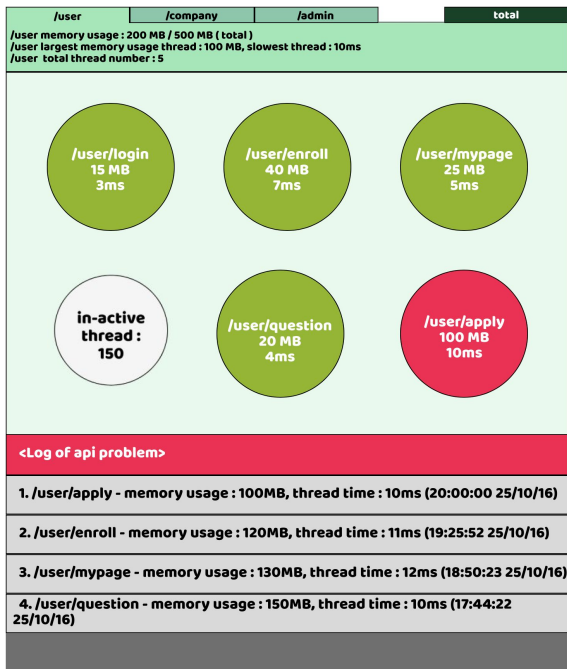 /user
/company
/admin
total
/user memory usage : 200 MB / 500 MB ( total )
/user largest memory usage thread : 100 MB, slowest thread : 10ms
/user total thread number : 5
/user/login
15 MB
3ms
/user/enroll
40 MB
7ms
/user/mypage
25 MB
5ms
in-active
thread :
150
/user/question
20 MB
4ms
/user/apply
100 MB
10ms
<Log of api problem>
1. /user/apply - memory usage : 100MB, thread time : 10ms (20:00:00 25/10/16)
2. /user/enroll - memory usage : 120MB, thread time : 11ms (19:25:52 25/10/16)
3. /user/mypage - memory usage : 130MB, thread time : 12ms (18:50:23 25/10/16)
4. /user/question - memory usage : 150MB, thread time : 10ms (17:44:22
25/10/16)